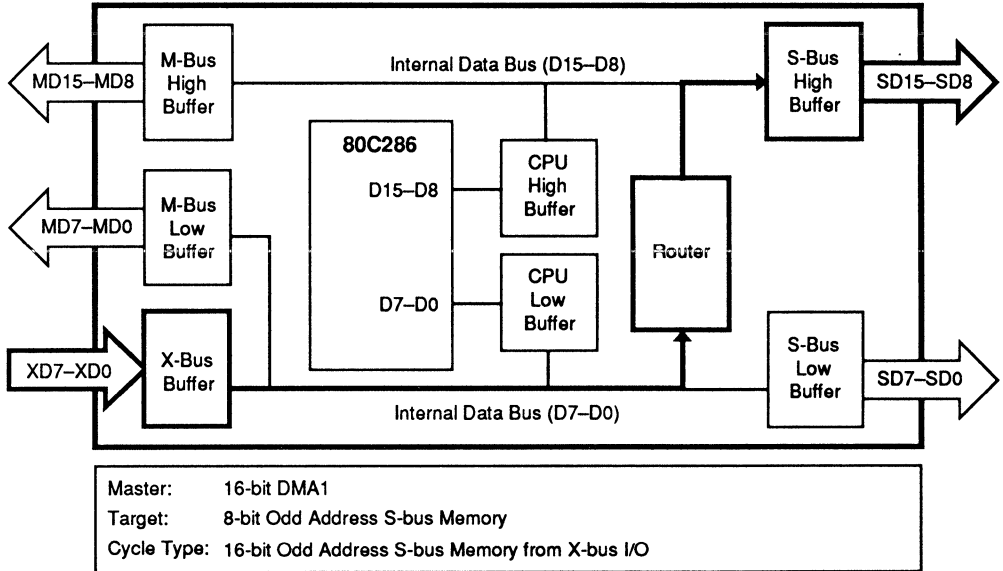 M-Bus
High
Buffer
MD15–MD8
Internal Data Bus (D15–D8)
S-Bus
High
Buffer
SD15–SD8
80C286
D15–D8
CPU
High
Buffer
M-Bus
Low
Buffer
MD7–MD0
Router
D7–D0
CPU
Low
Buffer
XD7–XD0
X-Bus
Buffer
S-Bus
Low
Buffer
SD7–SD0
Internal Data Bus (D7–D0)
Master: 16-bit DMA1
Target: 8-bit Odd Address S-bus Memory
Cycle Type: 16-bit Odd Address S-bus Memory from X-bus I/O